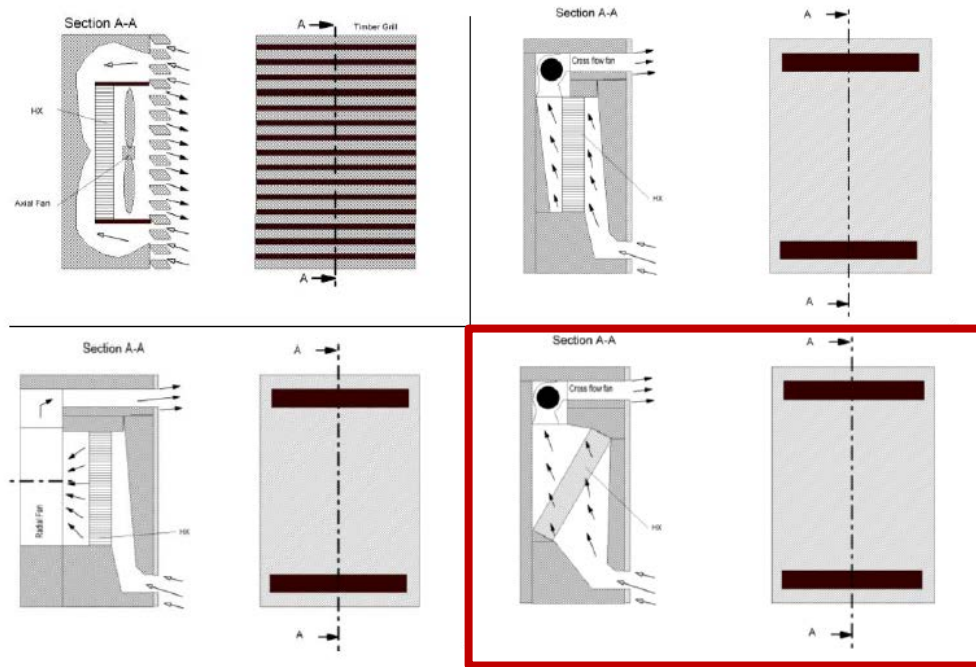 Section A-A
A
Timber Grill
HX
Axial Fan
A
Section A-A
A
Cross flow fan
HX
A
Section A-A
A
Radial Fan
HX
A
Section A-A
A
Cross flow fan
HX
A